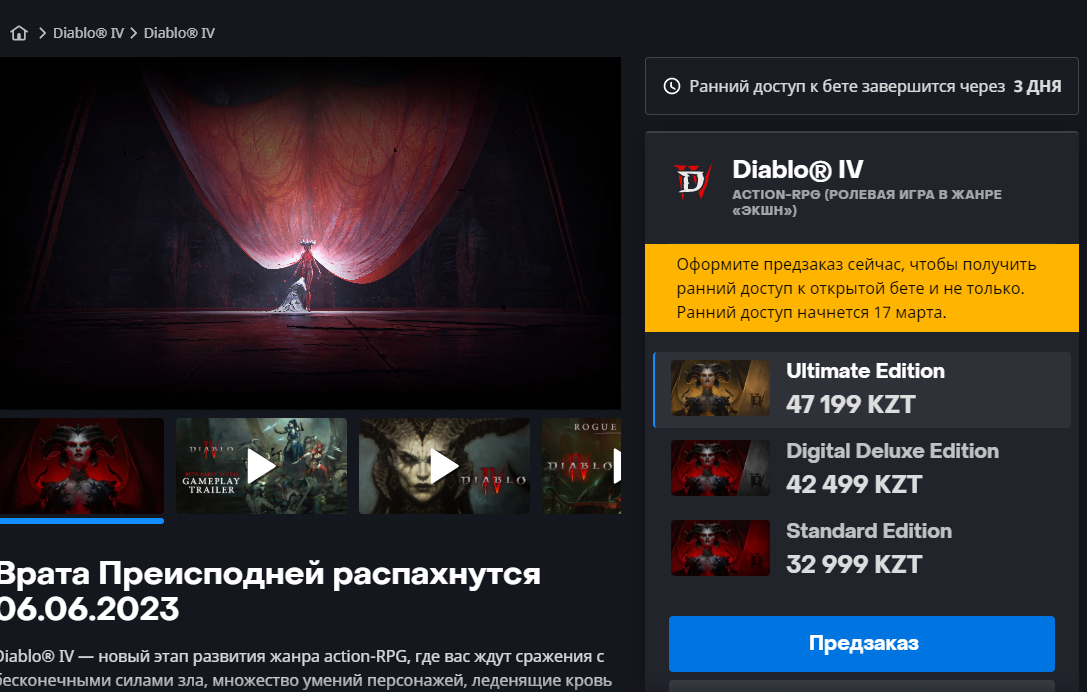 Diablo® IV
Diablo® IV
Ранний доступ к бете завершится через 3 ДНЯ
Diablo® IV
ACTION-RPG (РОЛЕВАЯ ИГРА В ЖАНРЕ
«ЭКШН»)
Оформите предзаказ сейчас, чтобы получить
ранний доступ к открытой бете и не только.
Ранний доступ начнется 17 марта.
Ultimate Edition
47 199 KZT
Digital Deluxe Edition
42 499 KZT
Standard Edition
32 999 KZT
Предзаказ
DIABLO
GAMEPLAY
TRAILER
DIABLO
ROGUE
DIABLO
Врата Преисподней распахнутся
06.06.2023
Diablo® IV — новый этап развития жанра action-RPG, где вас ждут сражения с
бесконечными силами зла, множество умений персонажей, леденящие кровь